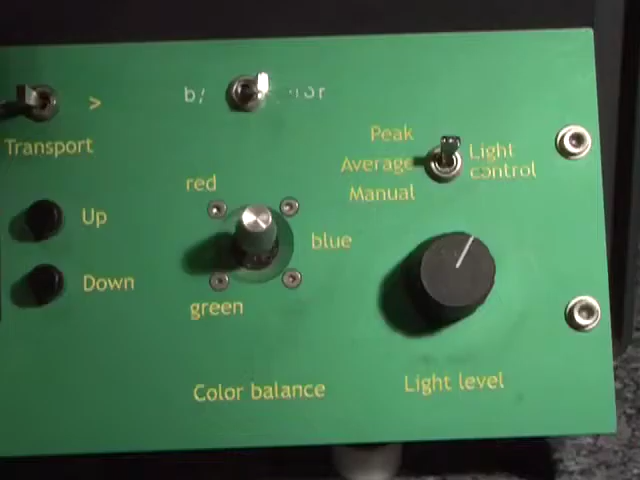 b/
>
Transport
Peak
Average
Manual
Light
control
red
Up
blue
Down
green
Color balance
Light level